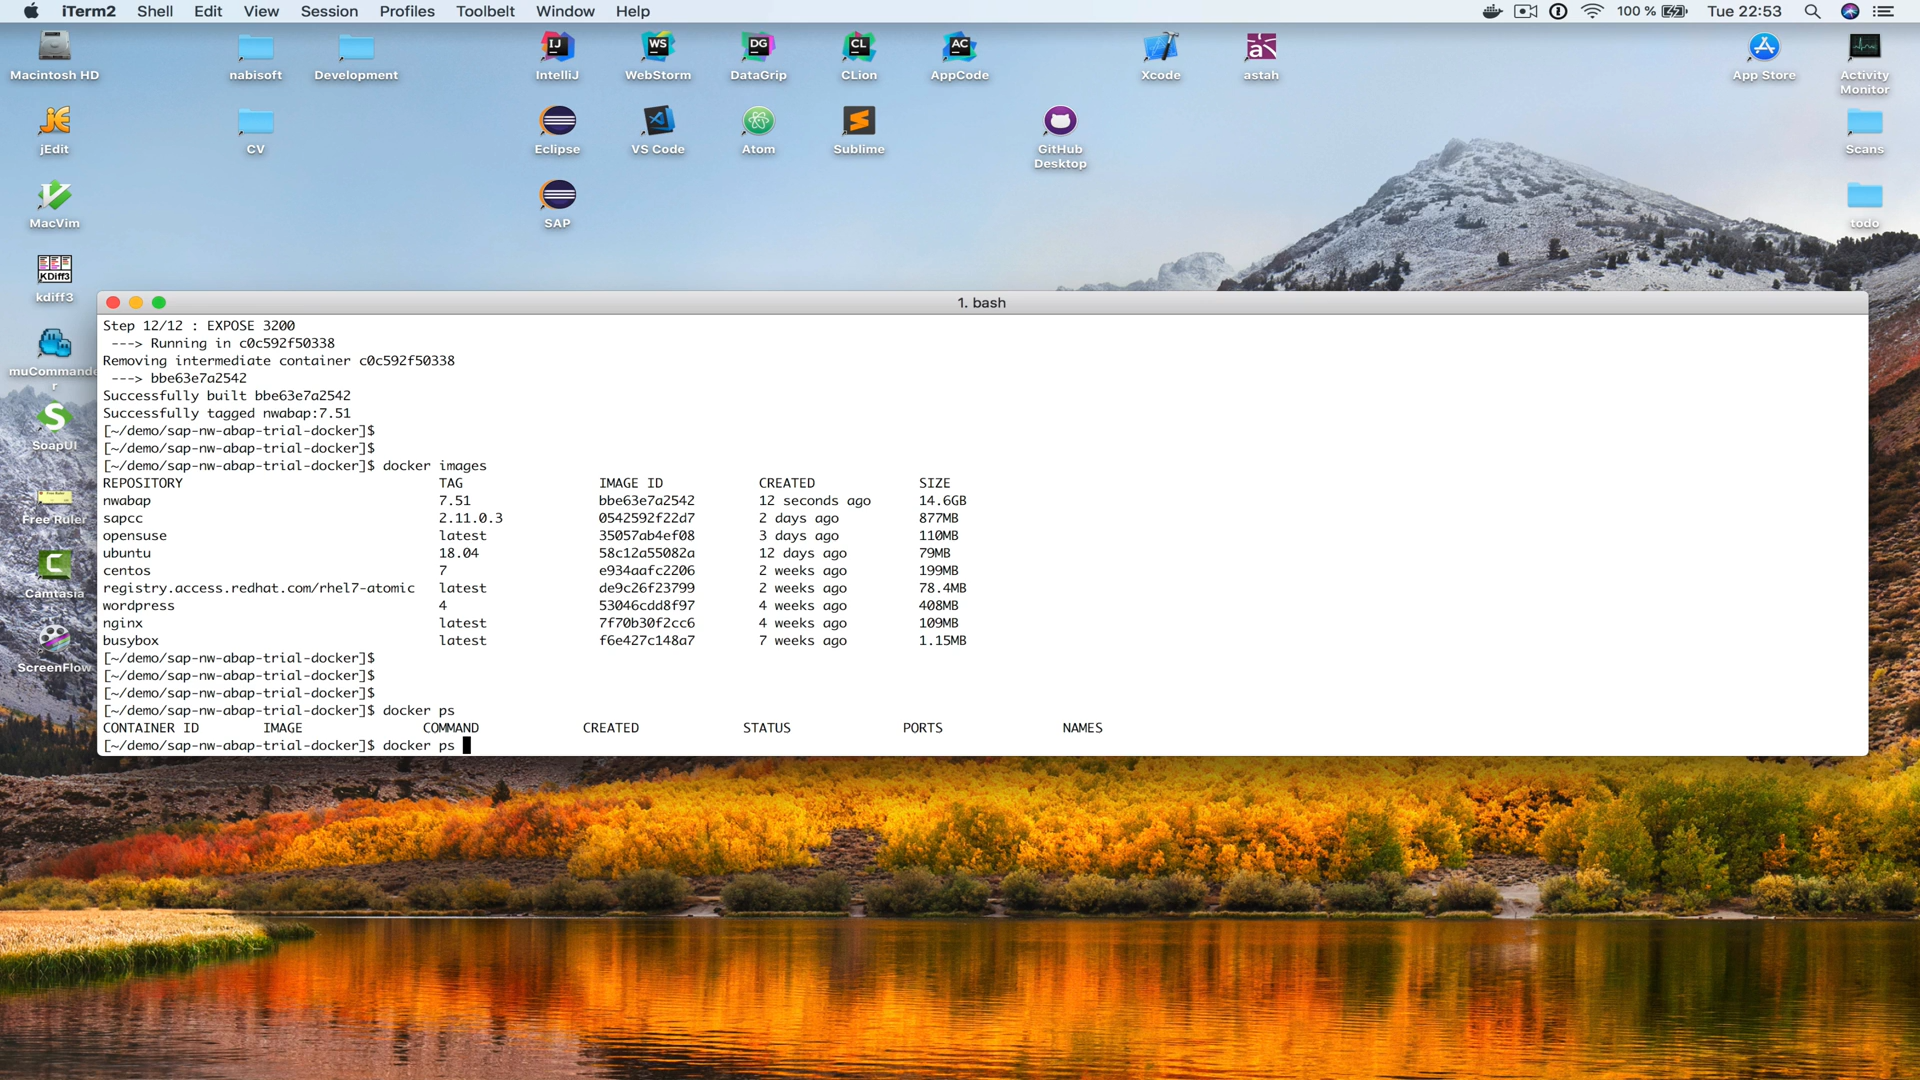 iTerm2 Shell Edit View Session Profiles Toolbelt Window Help 100 % Tue 22:53
Macintosh HD nabisoft Development IntelliJ WebStorm DataGrip CLion AppCode Xcode astah App Store Activity Monitor
IJ WS DG CL AC
jEdit CV Eclipse VS Code Atom Sublime GitHub Desktop Scans
MacVim SAP todo
KDiff3
kdiff3
muCommander
SoapUI
Free Ruler
Camtasia
ScreenFlow
1. bash
Step 12/12 : EXPOSE 3200
---> Running in c0c592f50338
Removing intermediate container c0c592f50338
---> bbe63e7a2542
Successfully built bbe63e7a2542
Successfully tagged nwabap:7.51
[~/demo/sap-nw-abap-trial-docker]$
[~/demo/sap-nw-abap-trial-docker]$
[~/demo/sap-nw-abap-trial-docker]$ docker images
REPOSITORY TAG IMAGE ID CREATED SIZE
nwabap 7.51 bbe63e7a2542 12 seconds ago 14.6GB
sapcc 2.11.0.3 0542592f22d7 2 days ago 877MB
opensuse latest 35057ab4ef08 3 days ago 110MB
ubuntu 18.04 58c12a55082a 12 days ago 79MB
centos 7 e934aafc2206 2 weeks ago 199MB
registry.access.redhat.com/rhel7-atomic latest de9c26f23799 2 weeks ago 78.4MB
wordpress 4 53046cdd8f97 4 weeks ago 408MB
nginx latest 7f70b30f2cc6 4 weeks ago 109MB
busybox latest f6e427c148a7 7 weeks ago 1.15MB
[~/demo/sap-nw-abap-trial-docker]$
[~/demo/sap-nw-abap-trial-docker]$
[~/demo/sap-nw-abap-trial-docker]$
[~/demo/sap-nw-abap-trial-docker]$ docker ps
CONTAINER ID IMAGE COMMAND CREATED STATUS PORTS NAMES
[~/demo/sap-nw-abap-trial-docker]$ docker ps